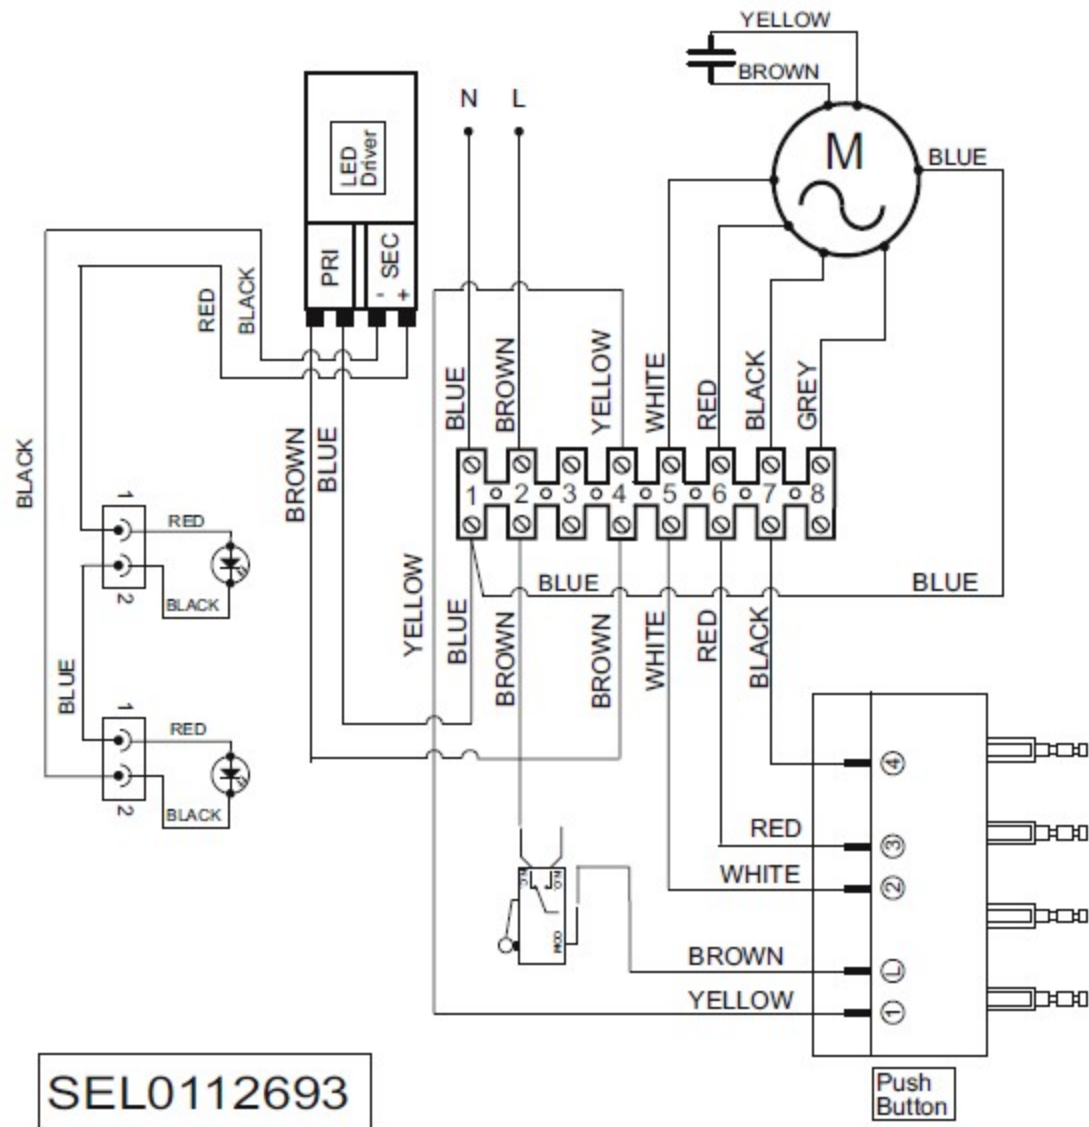 YELLOW
BROWN
M
BLUE
N L
LED
Driver
PRI
SEC
-
+
RED
BLACK
BLACK
BROWN
BLUE
BLUE
BROWN
YELLOW
WHITE
RED
BLACK
GREY
1 2 3 4 5 6 7 8
1
RED
BLACK
2
BLUE
1
RED
BLACK
2
YELLOW
BLUE
BROWN
BLUE
BROWN
WHITE
RED
BLACK
BLUE
N.C
N.O
COM
4
RED
3
WHITE
2
BROWN
L
YELLOW
1
Push
Button
SEL0112693